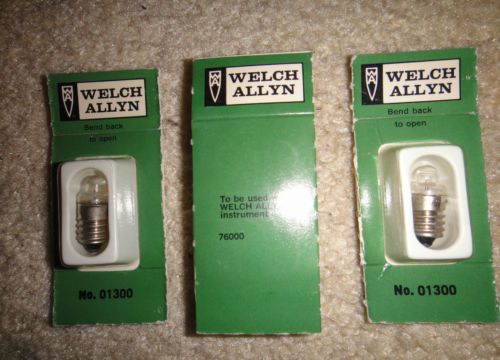 WELCH
ALLYN
Bend back
to open
No. 01300
WELCH
ALLYN
To be used
WELCH ALL
instrument
76000
WELCH
ALLYN
Bend back
to open
No. 01300